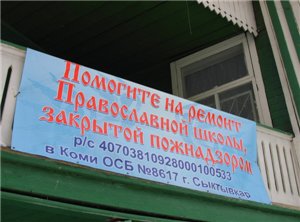 Помогите на ремонт
Православной школы,
закрытой пожнадзором
р/с 40703810928000100533
в Коми ОСБ №8617 г. Сыктывкар